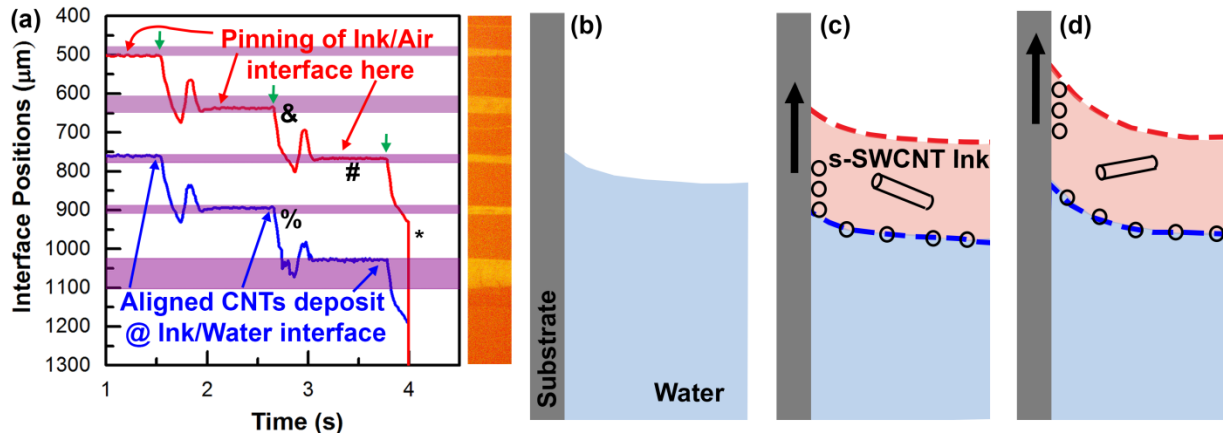 (a)
400
500
600
700
800
900
1000
1100
1200
1300
Interface Positions (μm)
Pinning of Ink/Air
interface here
&
#
%
*
Aligned CNTs deposit
@ Ink/Water interface
1
2
3
4
Time (s)
(b)
Substrate
Water
(c)
s-SWCNT Ink
(d)